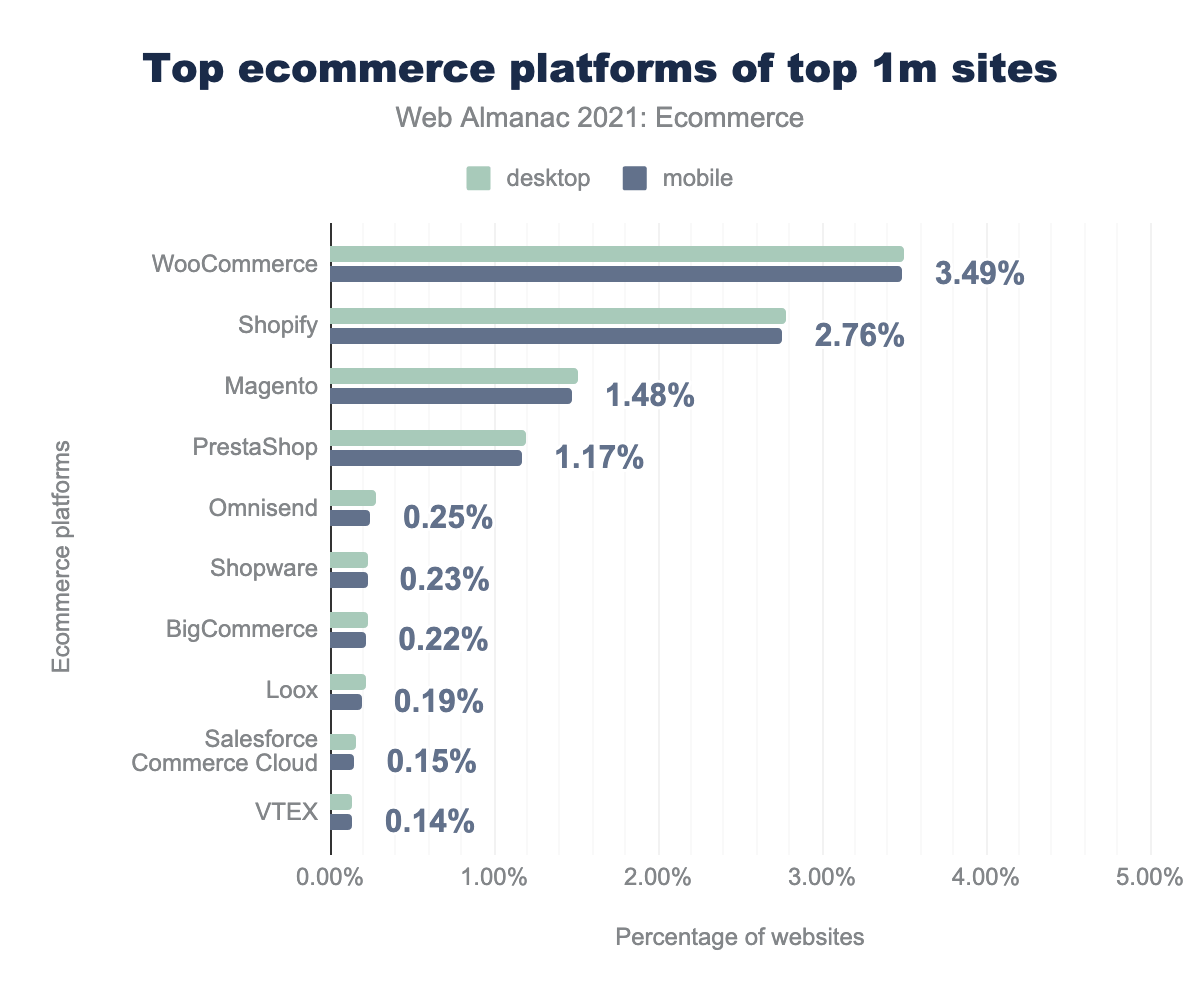 Top ecommerce platforms of top 1m sites
Web Almanac 2021: Ecommerce
desktop
mobile
Ecommerce platforms
WooCommerce
3.49%
Shopify
2.76%
Magento
1.48%
PrestaShop
1.17%
Omnisend
0.25%
Shopware
0.23%
BigCommerce
0.22%
Loox
0.19%
Salesforce
Commerce Cloud
0.15%
VTEX
0.14%
0.00% 1.00% 2.00% 3.00% 4.00% 5.00%
Percentage of websites